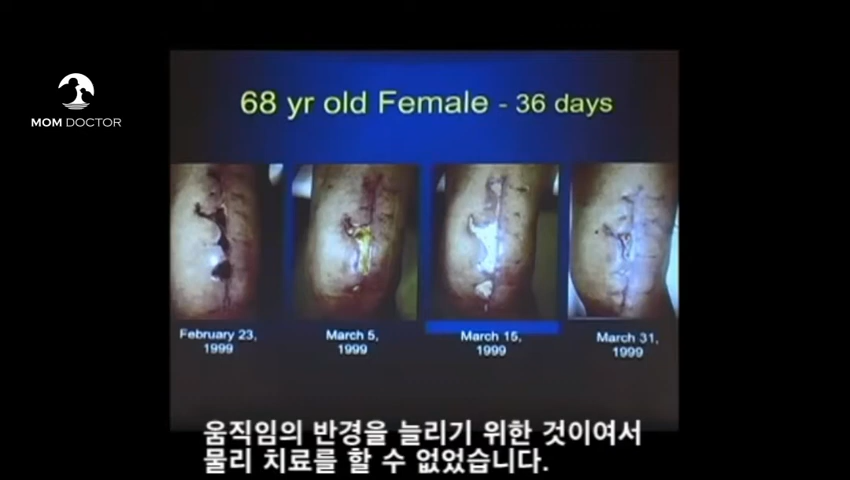 MOM DOCTOR
68 yr old Female - 36 days
February 23,
1999
March 5,
1999
March 15,
1999
March 31,
1999
움직임의 반경을 늘리기 위한 것이여서
물리 치료를 할 수 없었습니다.